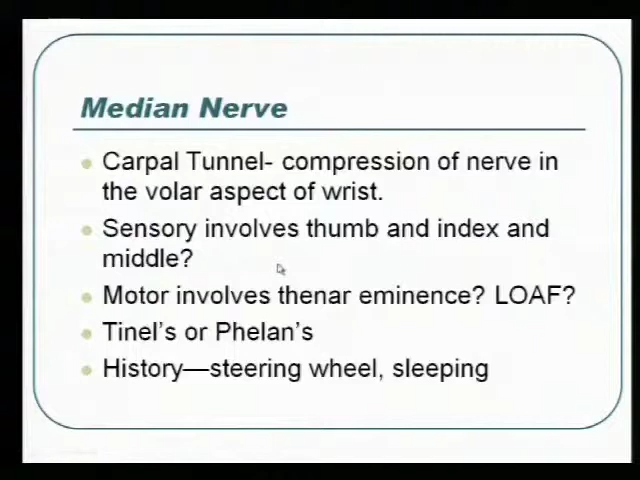 Median Nerve
Carpal Tunnel- compression of nerve in
the volar aspect of wrist.
Sensory involves thumb and index and
middle?
Motor involves thenar eminence? LOAF?
Tinel's or Phelan's
History—steering wheel, sleeping